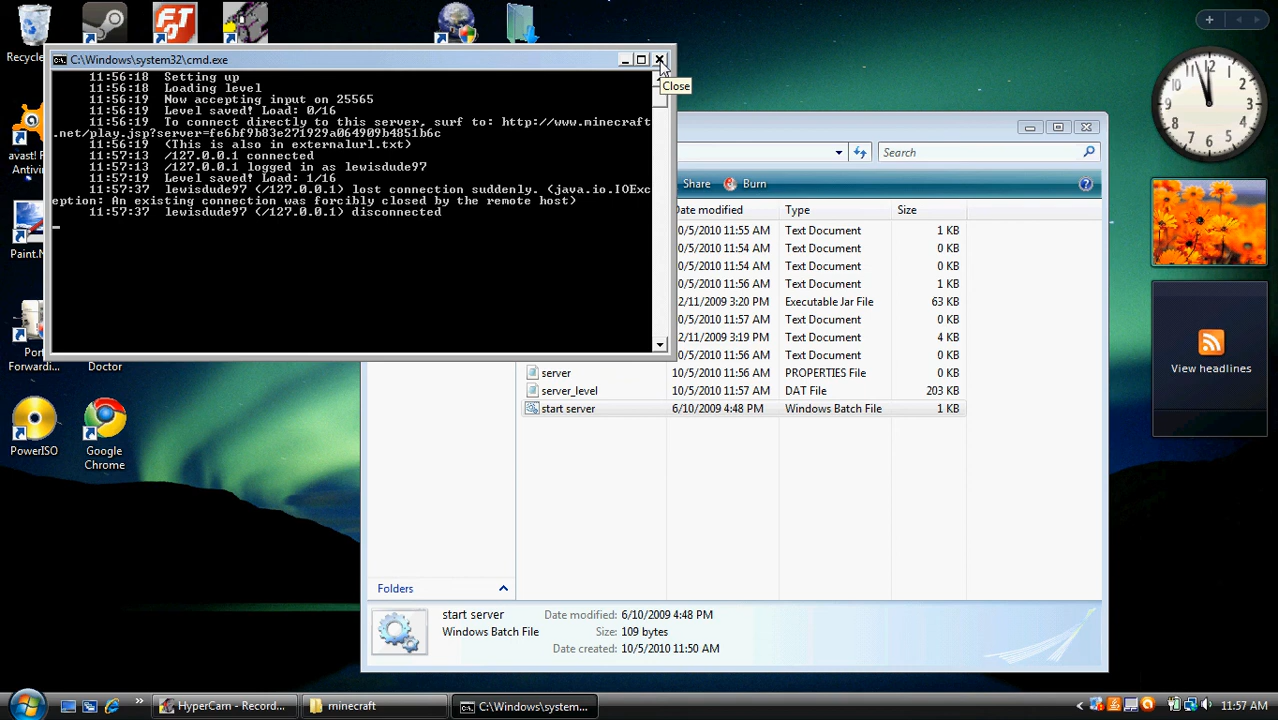 Recycle
avast!
Antivir
Paint.N
Port
Forwardi...
Doctor
PowerISO
Google
Chrome
C:\Windows\system32\cmd.exe
Close
11:56:18 Setting up
11:56:18 Loading level
11:56:19 Now accepting input on 25565
11:56:19 Level saved! Load: 0/16
11:56:19 To connect directly to this server, surf to: http://www.minecraft
.net/play.jsp?server=fe6bf9b83e271929a064909b4851b6c
11:56:19 (This is also in externalurl.txt)
11:57:13 /127.0.0.1 connected
11:57:13 /127.0.0.1 logged in as lewisdude97
11:57:19 Level saved! Load: 1/16
11:57:37 lewisdude97 (/127.0.0.1) lost connection suddenly. (java.io.IOExc
eption: An existing connection was forcibly closed by the remote host)
11:57:37 lewisdude97 (/127.0.0.1) disconnected
Search
Share Burn
Date modified Type Size
10/5/2010 11:55 AM Text Document 1 KB
10/5/2010 11:54 AM Text Document 0 KB
10/5/2010 11:54 AM Text Document 0 KB
10/5/2010 11:56 AM Text Document 1 KB
2/11/2009 3:20 PM Executable Jar File 63 KB
10/5/2010 11:57 AM Text Document 0 KB
2/11/2009 3:19 PM Text Document 4 KB
10/5/2010 11:56 AM Text Document 0 KB
server 10/5/2010 11:56 AM PROPERTIES File 0 KB
server_level 10/5/2010 11:57 AM DAT File 203 KB
start server 6/10/2009 4:48 PM Windows Batch File 1 KB
Folders
start server Date modified: 6/10/2009 4:48 PM
Windows Batch File Size: 109 bytes
Date created: 10/5/2010 11:50 AM
View headlines
HyperCam - Record... minecraft C:\Windows\system... 11:57 AM